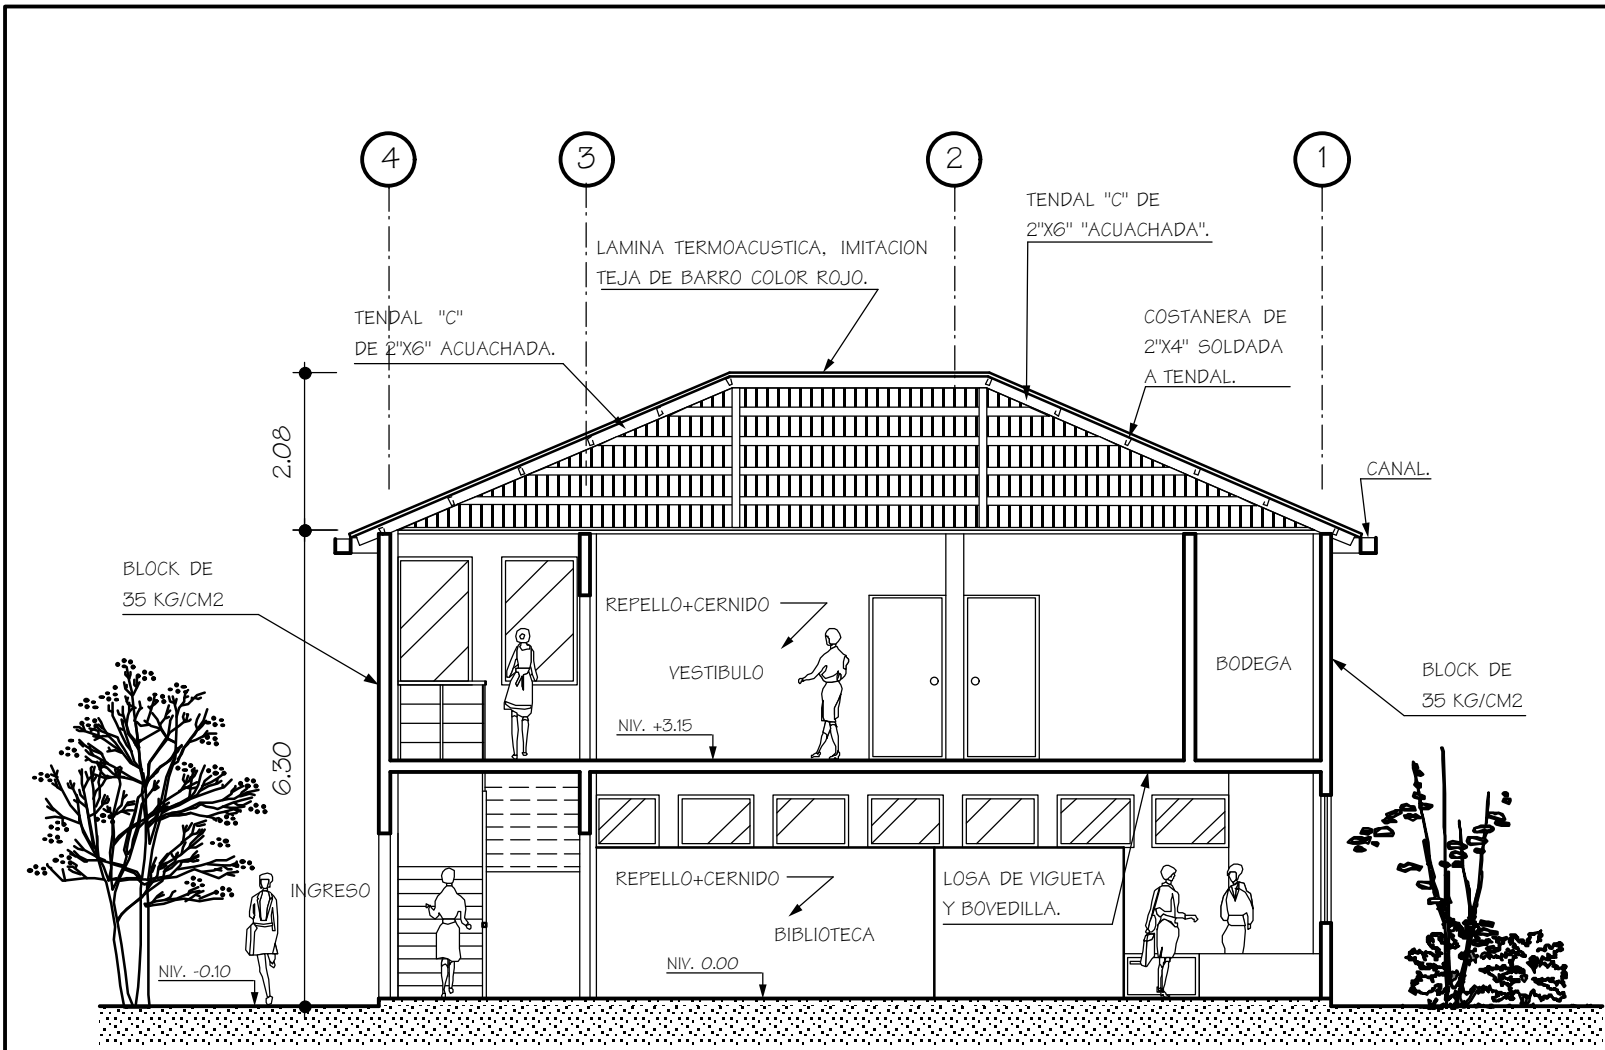 4
3
2
1
TENDAL "C" DE
2"X6" "ACUACHADA".
LAMINA TERMOACUSTICA, IMITACION
TEJA DE BARRO COLOR ROJO.
TENDAL "C"
DE 2"X6" ACUACHADA.
COSTANERA DE
2"X4" SOLDADA
A TENDAL.
2.08
CANAL.
BLOCK DE
35 KG/CM2
REPELLO+CERNIDO
VESTIBULO
BODEGA
BLOCK DE
35 KG/CM2
NIV. +3.15
6.30
INGRESO
REPELLO+CERNIDO
LOSA DE VIGUETA
Y BOVEDILLA.
BIBLIOTECA
NIV. -0.10
NIV. 0.00